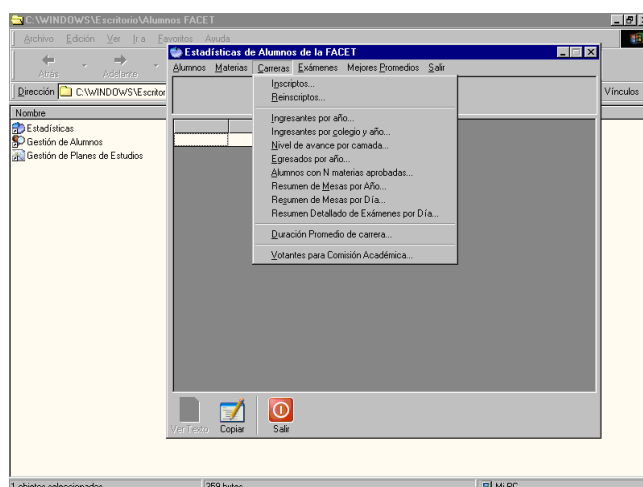 C:\WINDOWS\Escritorio\Alumnos FACET
Archivo Edición Ver Ir a Favoritos Ayuda
Atrás Adelante
Dirección C:\WINDOWS\Escritor
Vínculos
Nombre
Estadísticas
Gestión de Alumnos
Gestión de Planes de Estudios
Estadísticas de Alumnos de la FACET
Alumnos Materias Carreras Exámenes Mejores Promedios Salir
Inscriptos...
Reinscriptos...
Ingresantes por año...
Ingresantes por colegio y año...
Nivel de avance por camada...
Egresados por año...
Alumnos con N materias aprobadas...
Resumen de Mesas por Año...
Resumen de Mesas por Día...
Resumen Detallado de Exámenes por Día...
Duración Promedio de carrera...
Votantes para Comisión Académica...
Ver Texto Copiar Salir
1 objetos seleccionados 359 bytes Mi PC